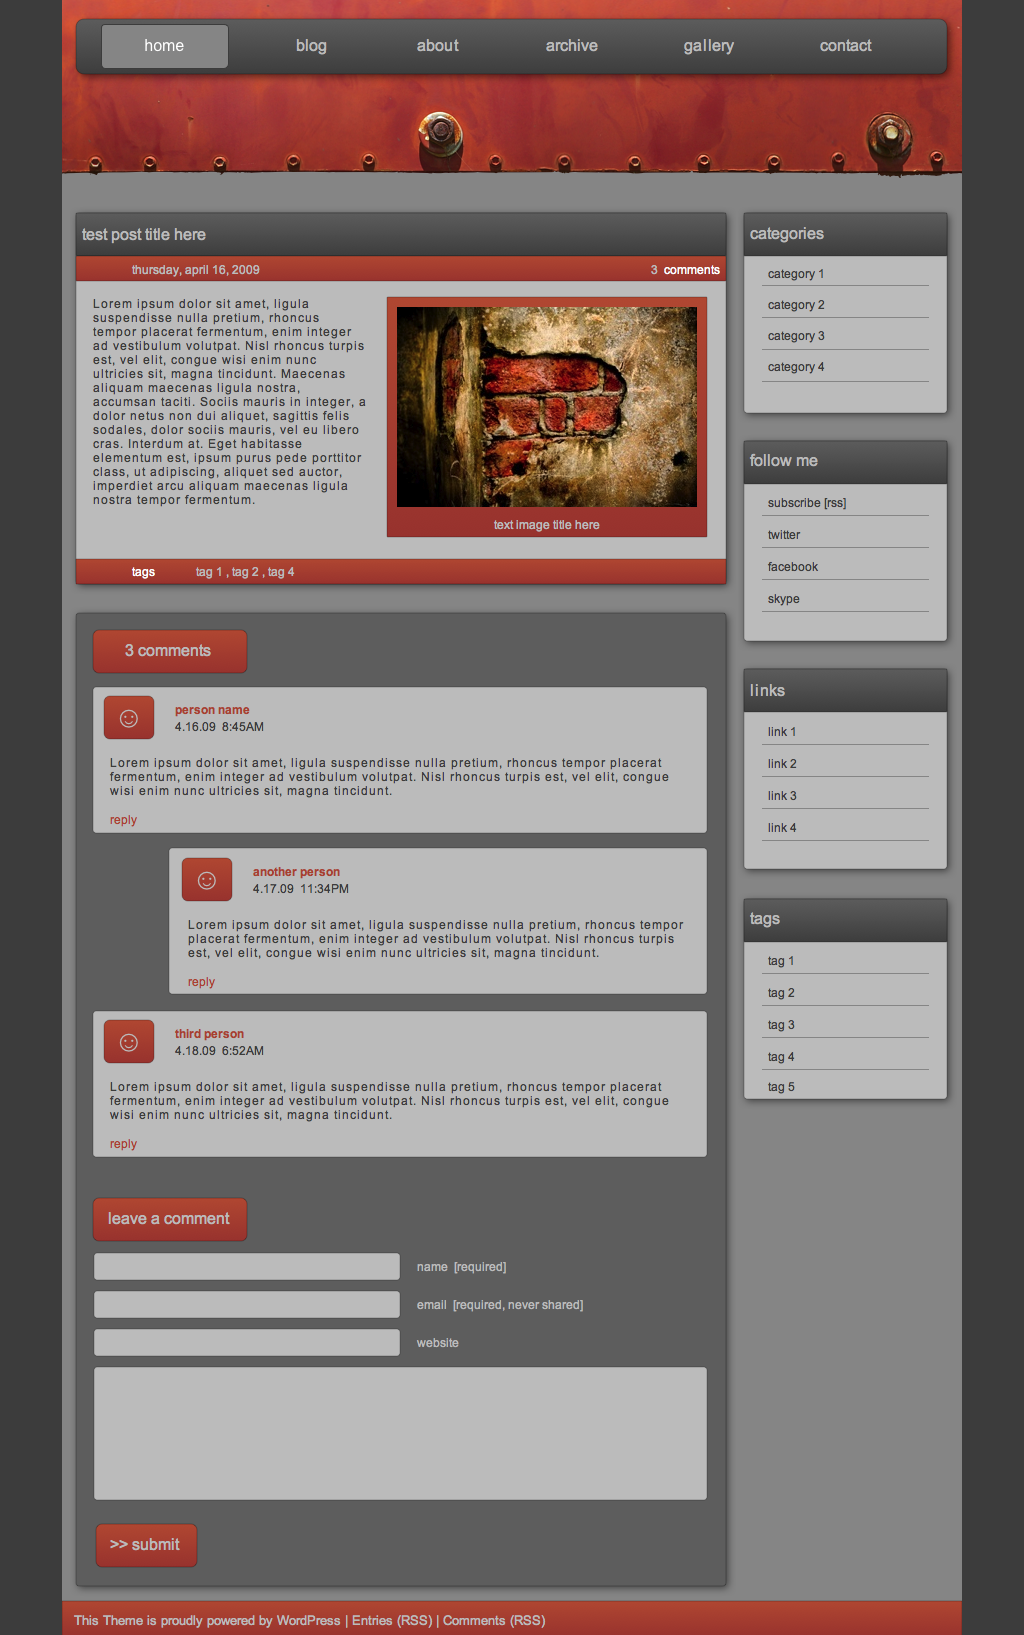 home blog about archive gallery contact
test post title here
thursday, april 16, 2009 3 comments
Lorem ipsum dolor sit amet, ligula
suspendisse nulla pretium, rhoncus
tempor placerat fermentum, enim integer
ad vestibulum volutpat. Nisl rhoncus turpis
est, vel elit, congue wisi enim nunc
ultricies sit, magna tincidunt. Maecenas
aliquam maecenas ligula nostra,
accumsan taciti. Sociis mauris in integer, a
dolor netus non dui aliquet, sagittis felis
sodales, dolor sociis mauris, vel eu libero
cras. Interdum at. Eget habitasse
elementum est, ipsum purus pede porttitor
class, ut adipiscing, aliquet sed auctor,
imperdiet arcu aliquam maecenas ligula
nostra tempor fermentum.
text image title here
tags tag 1 , tag 2 , tag 4
3 comments
person name
4.16.09 8:45AM
Lorem ipsum dolor sit amet, ligula suspendisse nulla pretium, rhoncus tempor placerat
fermentum, enim integer ad vestibulum volutpat. Nisl rhoncus turpis est, vel elit, congue
wisi enim nunc ultricies sit, magna tincidunt.
reply
another person
4.17.09 11:34PM
Lorem ipsum dolor sit amet, ligula suspendisse nulla pretium, rhoncus tempor
placerat fermentum, enim integer ad vestibulum volutpat. Nisl rhoncus turpis
est, vel elit, congue wisi enim nunc ultricies sit, magna tincidunt.
reply
third person
4.18.09 6:52AM
Lorem ipsum dolor sit amet, ligula suspendisse nulla pretium, rhoncus tempor placerat
fermentum, enim integer ad vestibulum volutpat. Nisl rhoncus turpis est, vel elit, congue
wisi enim nunc ultricies sit, magna tincidunt.
reply
leave a comment
name [required]
email [required, never shared]
website
>> submit
categories
category 1
category 2
category 3
category 4
follow me
subscribe [rss]
twitter
facebook
skype
links
link 1
link 2
link 3
link 4
tags
tag 1
tag 2
tag 3
tag 4
tag 5
This Theme is proudly powered by WordPress | Entries (RSS) | Comments (RSS)